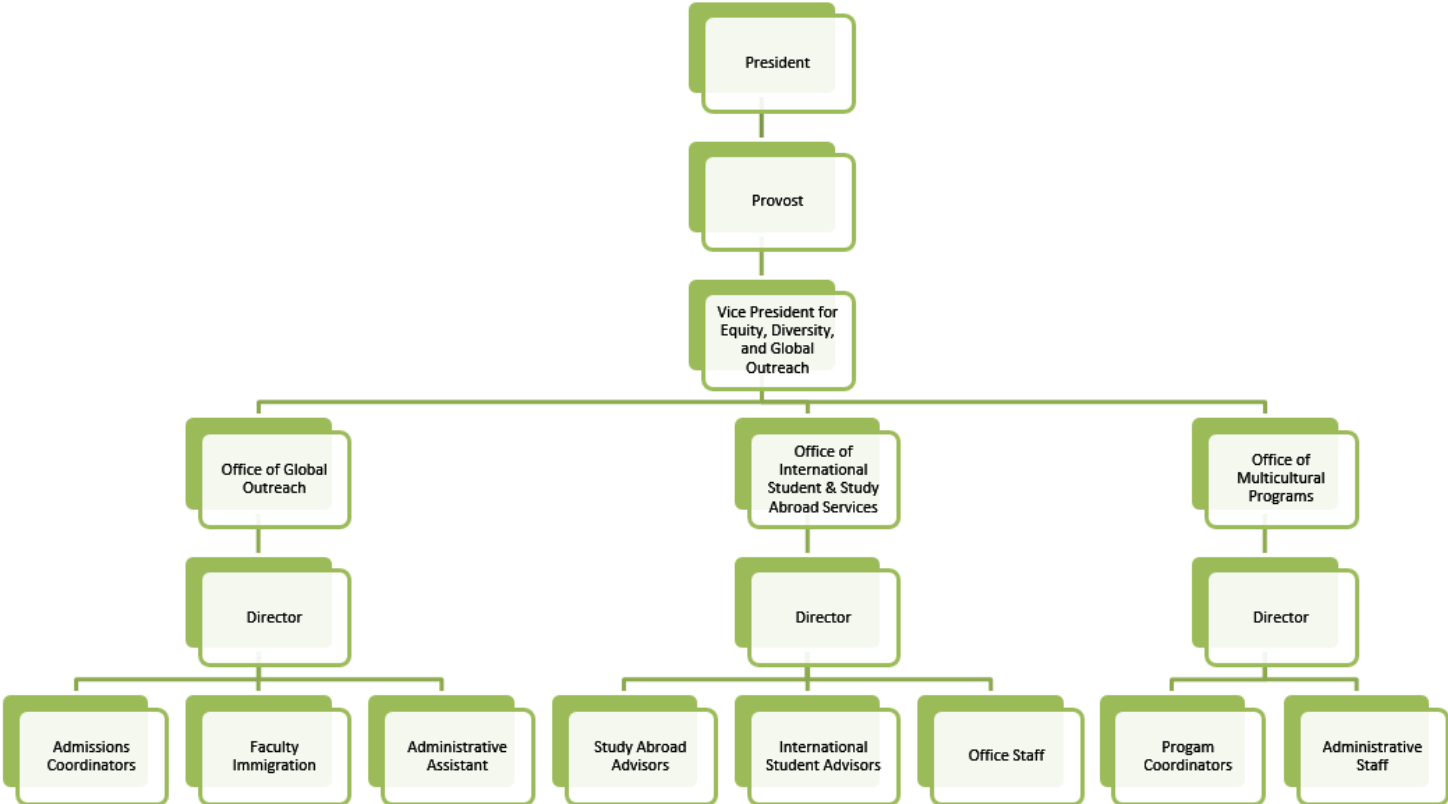 President
Provost
Vice President for
Equity, Diversity,
and Global
Outreach
Office of Global
Outreach
Office of
International
Student & Study
Abroad Services
Office of
Multicultural
Programs
Director
Director
Director
Admissions
Coordinators
Faculty
Immigration
Administrative
Assistant
Study Abroad
Advisors
International
Student Advisors
Office Staff
Progam
Coordinators
Administrative
Staff